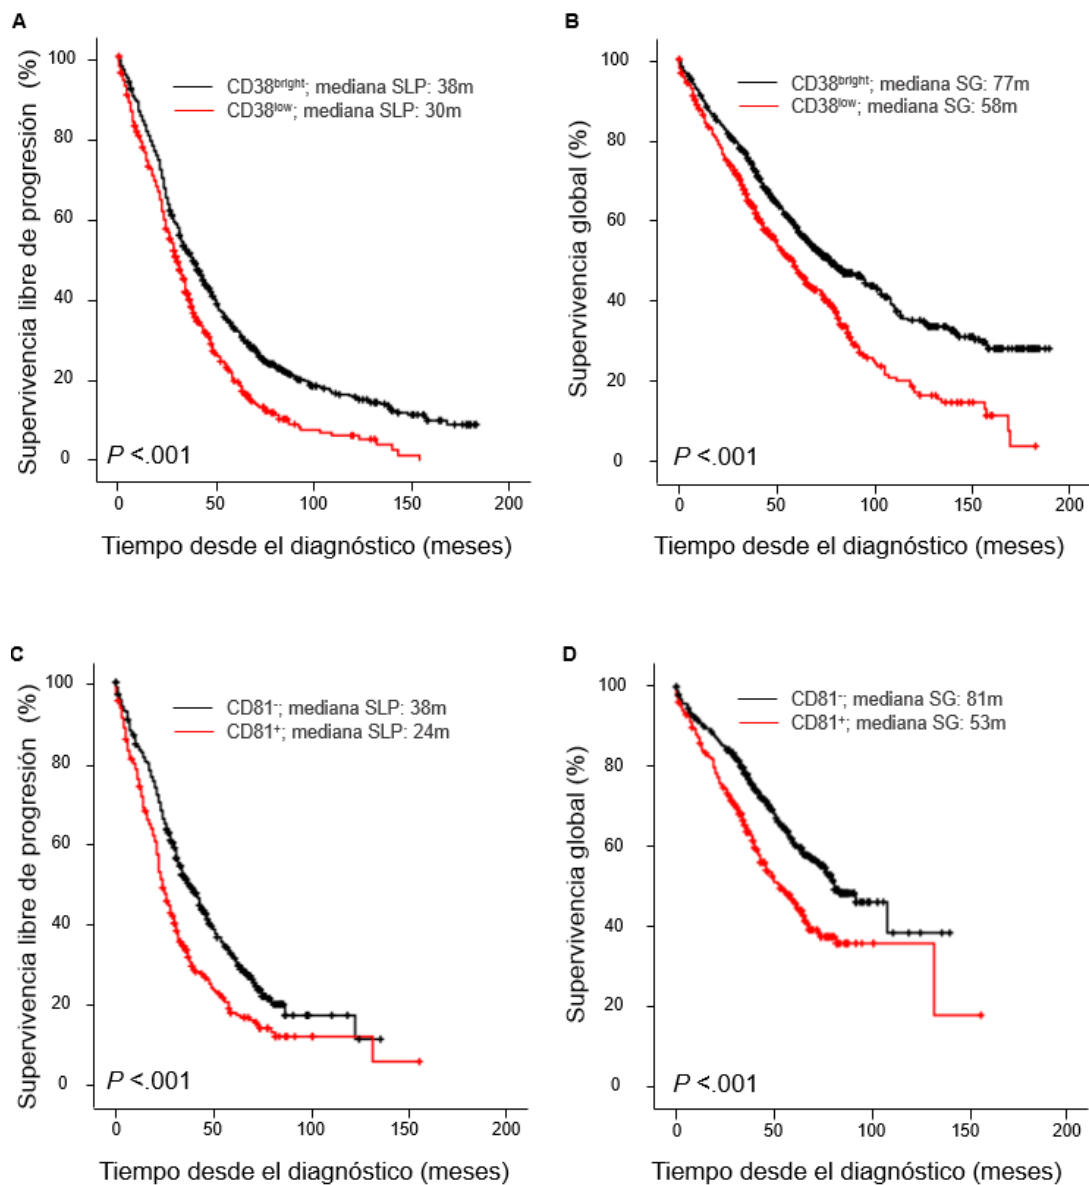 A
Supervivencia libre de progresión (%)
100
80
60
40
20
0
CD38bright; mediana SLP: 38m
CD38low; mediana SLP: 30m
P <.001
0 50 100 150 200
Tiempo desde el diagnóstico (meses)
B
Supervivencia global (%)
100
80
60
40
20
0
CD38bright; mediana SG: 77m
CD38low; mediana SG: 58m
P <.001
0 50 100 150 200
Tiempo desde el diagnóstico (meses)
C
Supervivencia libre de progresión (%)
100
80
60
40
20
0
CD81-; mediana SLP: 38m
CD81+; mediana SLP: 24m
P <.001
0 50 100 150 200
Tiempo desde el diagnóstico (meses)
D
Supervivencia global (%)
100
80
60
40
20
0
CD81-; mediana SG: 81m
CD81+; mediana SG: 53m
P <.001
0 50 100 150 200
Tiempo desde el diagnóstico (meses)